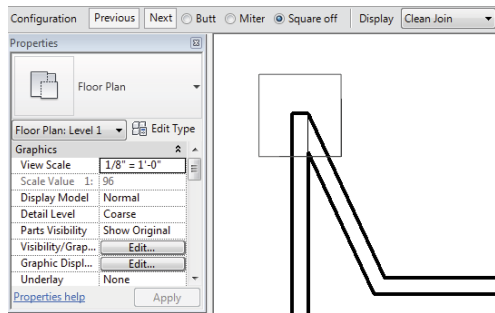 Configuration Previous Next Butt Miter Square off Display Clean Join
Properties
Floor Plan
Floor Plan: Level 1 Edit Type
Graphics
View Scale 1/8" = 1'-0"
Scale Value 1: 96
Display Model Normal
Detail Level Coarse
Parts Visibility Show Original
Visibility/Grap... Edit...
Graphic Displ... Edit...
Underlay None
Properties help Apply